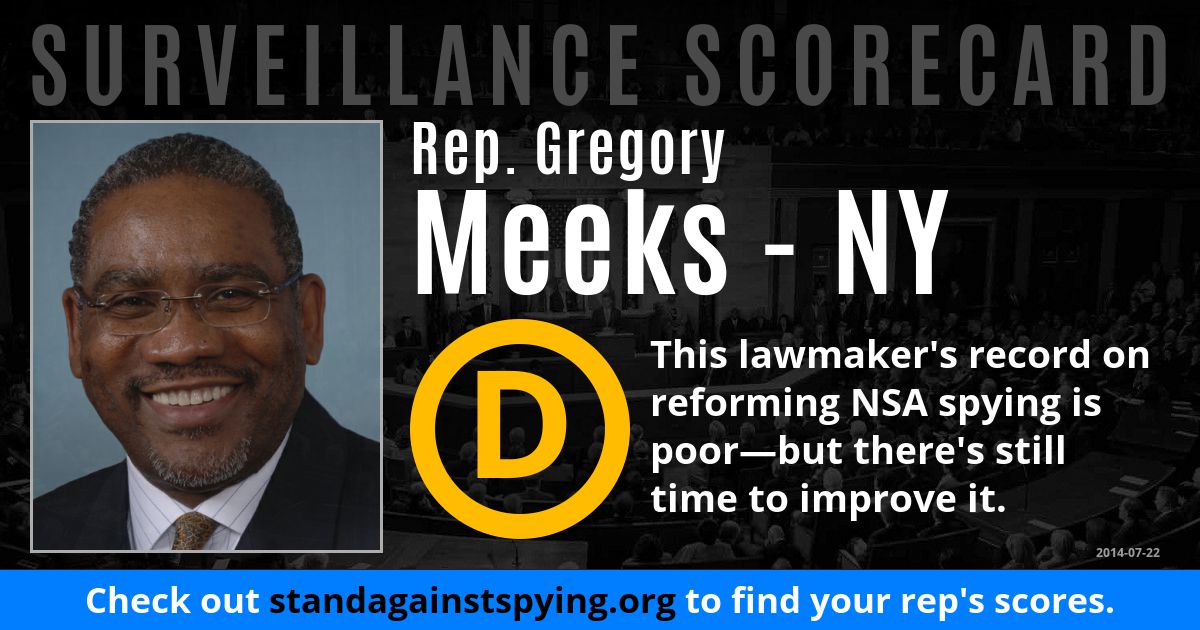 SURVEILLANCE SCORECARD
Rep. Gregory
Meeks - NY
D
This lawmaker's record on
reforming NSA spying is
poor—but there's still
time to improve it.
2014-07-22
Check out standagainstspying.org to find your rep's scores.